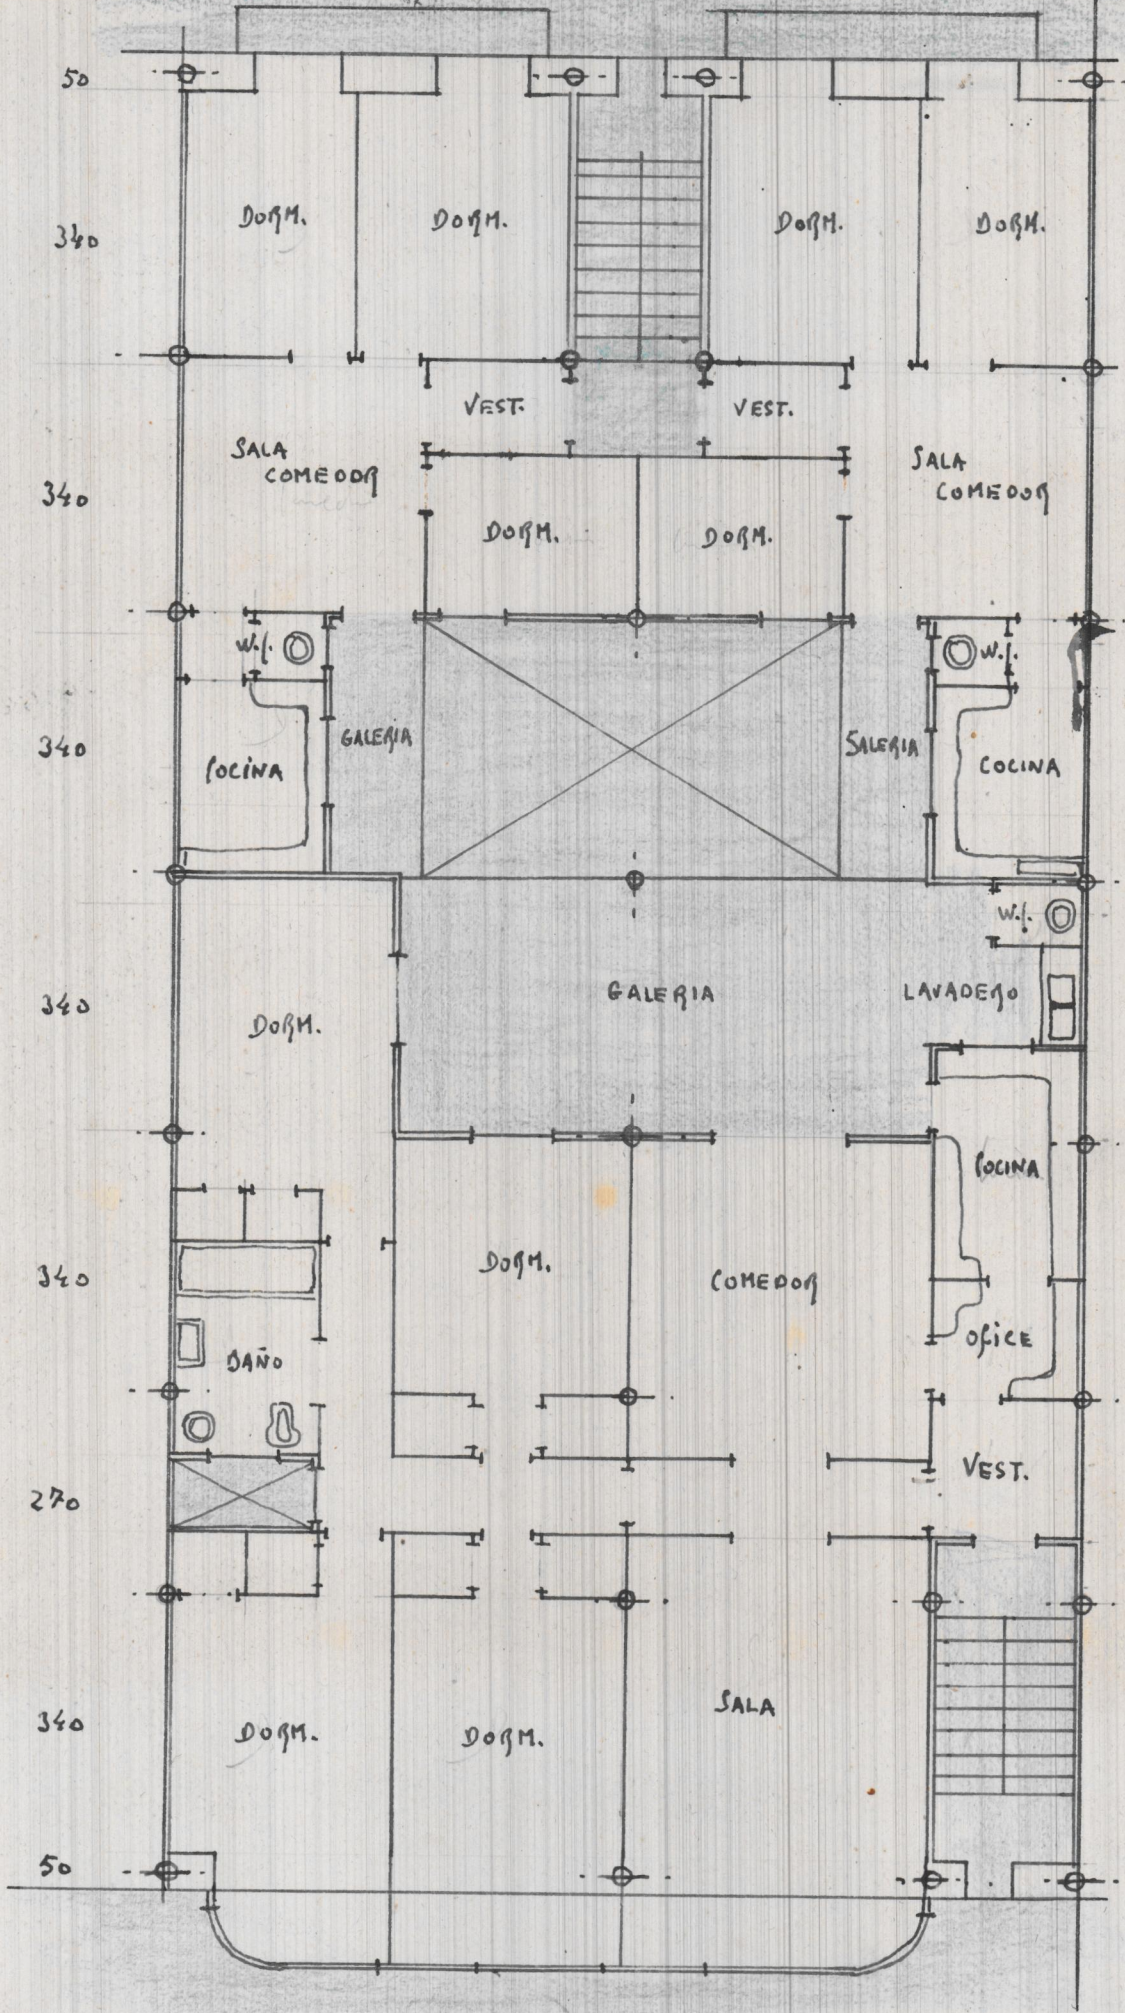 50
DORM.
DORM.
DORM.
DORM.
340
VEST.
VEST.
SALA
COMEDOR
SALA
COMEDOR
340
DORM.
DORM.
W.C.
W.C.
GALERIA
GALERIA
340
COCINA
COCINA
W.C.
340
GALERIA
LAVADERO
DORM.
COCINA
340
DORM.
COMEDOR
BAÑO
OFICE
270
VEST.
340
DORM.
DORM.
SALA
50